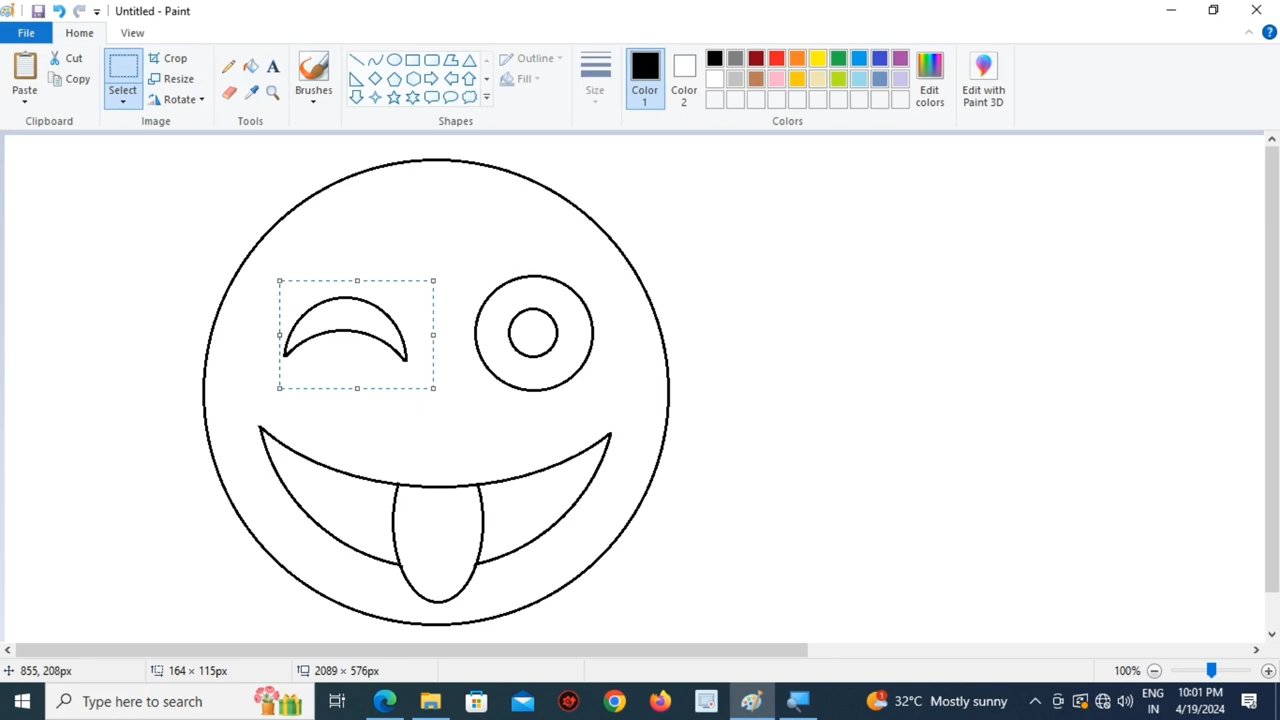 Untitled - Paint
File
Home
View
Paste
Cut
Copy
Clipboard
Select
Crop
Resize
Rotate
Image
A
Tools
Brushes
Shapes
Outline
Fill
Size
Color 1
Color 2
Edit colors
Colors
Edit with Paint 3D
855, 208px
164 × 115px
2089 × 576px
100%
Type here to search
1
32°C Mostly sunny
ENG
IN
10:01 PM
4/19/2024